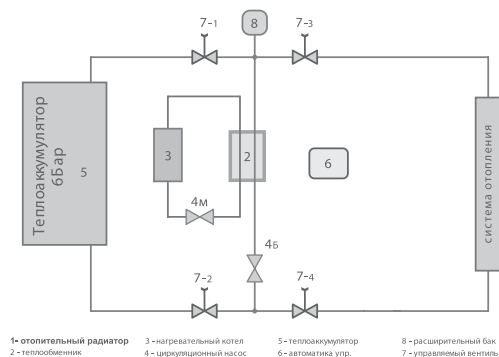 7-1
8
7-3
Теплоаккумулятор
6Бар
5
3
2
6
система отопления
4м
4Б
7-2
7-4
1- отопительный радиатор
3 - нагревательный котел
5 - теплоаккумулятор
8 - расширительный бак
2 - теплообменник
4 - циркуляционный насос
6 - автоматика упр.
7 - управляемый вентиль